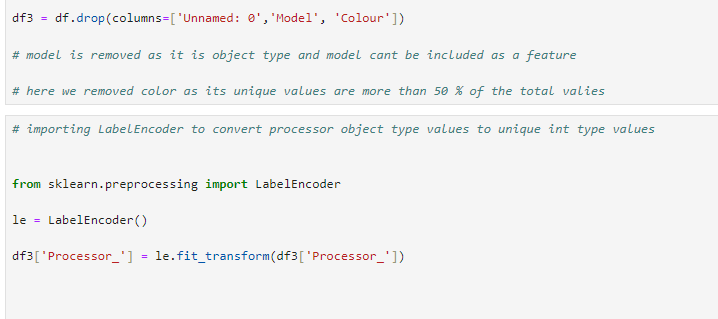 df3 = df.drop(columns=['Unnamed: 0','Model', 'Colour'])
# model is removed as it is object type and model cant be included as a feature
# here we removed color as its unique values are more than 50 % of the total valies
# importing LabelEncoder to convert processor object type values to unique int type values
from sklearn.preprocessing import LabelEncoder
le = LabelEncoder()
df3['Processor_'] = le.fit_transform(df3['Processor_'])